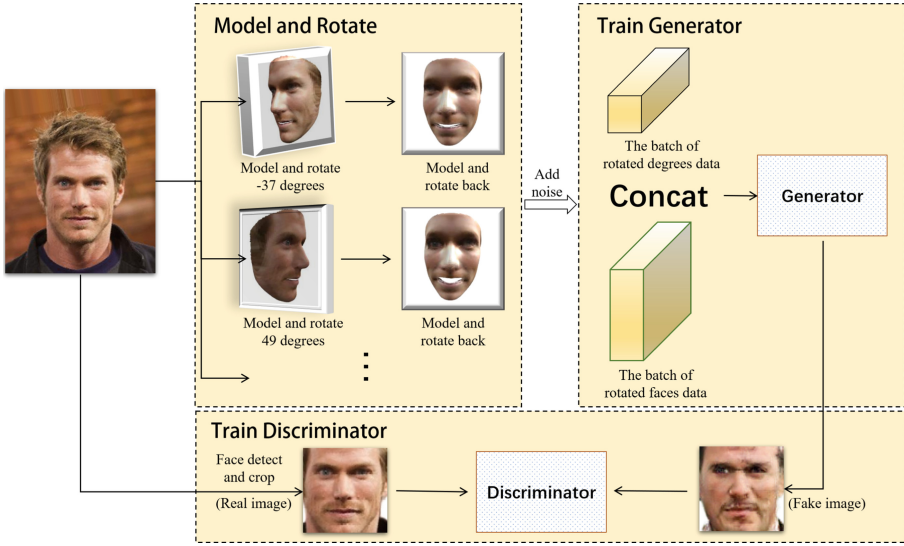 Model and Rotate
Model and rotate
-37 degrees
Model and
rotate back
Model and rotate
49 degrees
Model and
rotate back
Add
noise
Train Generator
The batch of
rotated degrees data
Concat
Generator
The batch of
rotated faces data
Train Discriminator
Face detect
and crop
(Real image)
Discriminator
(Fake image)